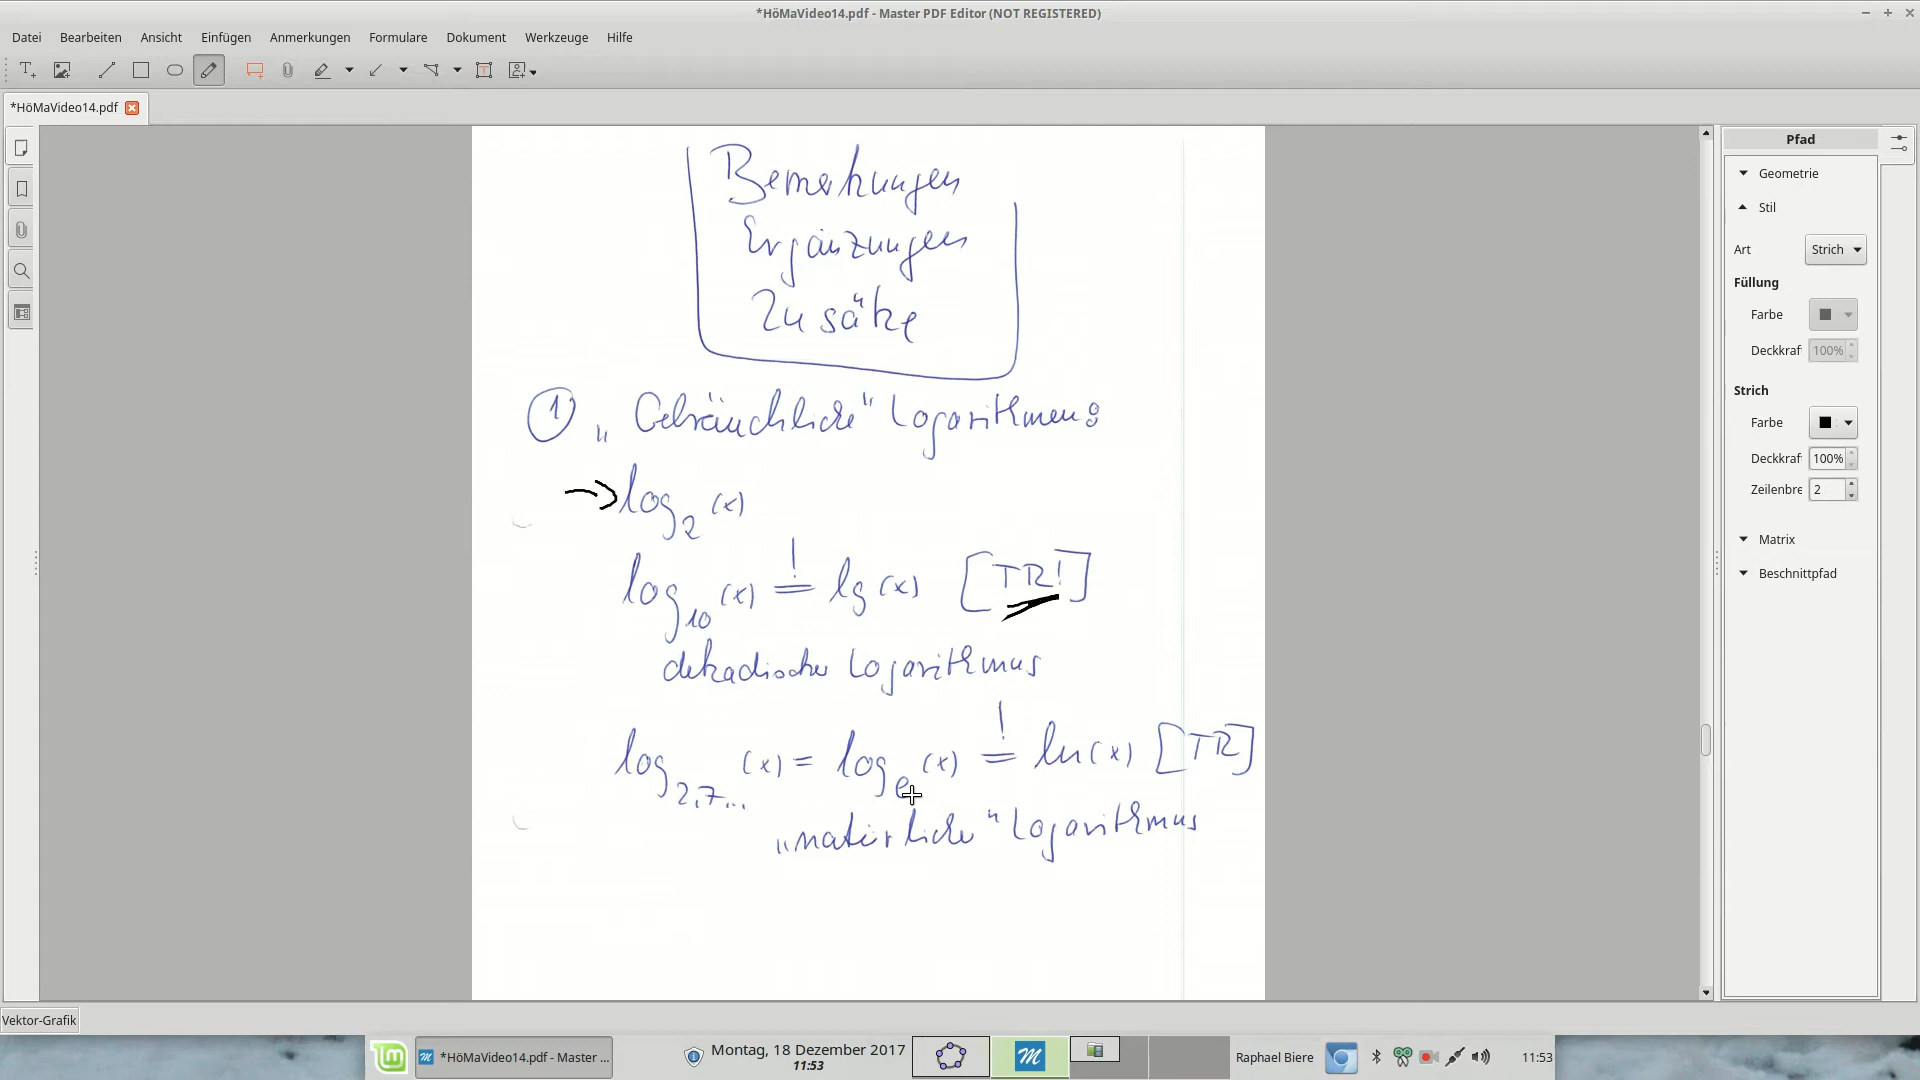 *HöMaVideo14.pdf - Master PDF Editor (NOT REGISTERED)
Datei Bearbeiten Ansicht Einfügen Anmerkungen Formulare Dokument Werkzeuge Hilfe
*HöMaVideo14.pdf
Bemerkungen
Ergänzungen
Zusätze
① „Gebräuchliche“ Logarithmen:
log₂(x)
log₁₀(x) != lg(x) [TR!]
dekadischer Logarithmus
log₂,₇...(x) = logₑ(x) != ln(x) [TR]
„natürliche“ Logarithmus
Pfad
Geometrie
Stil
Art Strich
Füllung
Farbe
Deckkraf 100%
Strich
Farbe
Deckkraf 100%
Zeilenbre 2
Matrix
Beschnittpfad
Vektor-Grafik
*HöMaVideo14.pdf - Master ...
Montag, 18 Dezember 2017
11:53
Raphael Biere
11:53